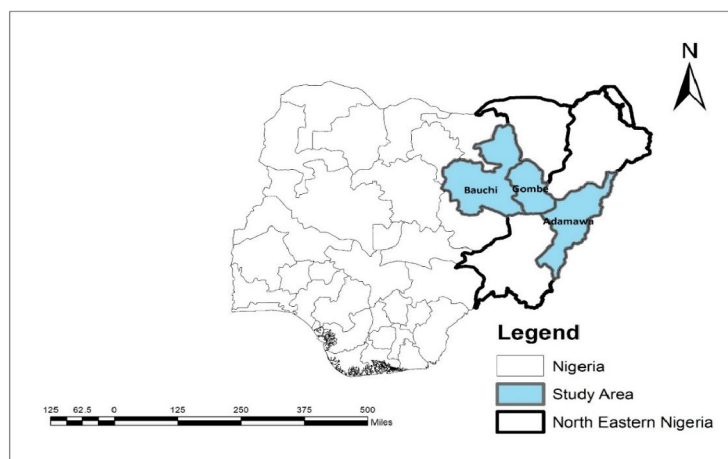 N
Bauchi
Gombe
Adamawa
Legend
Nigeria
Study Area
North Eastern Nigeria
125 62.5 0 125 250 375 500
Miles